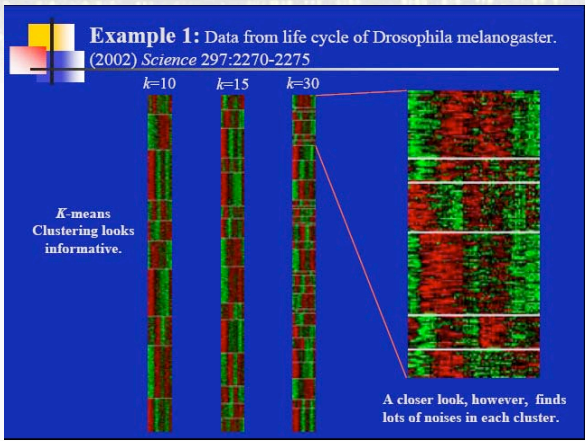 Example 1: Data from life cycle of Drosophila melanogaster.
(2002) Science 297:2270-2275
k=10 k=15 k=30
K-means
Clustering looks
informative.
A closer look, however, finds
lots of noises in each cluster.